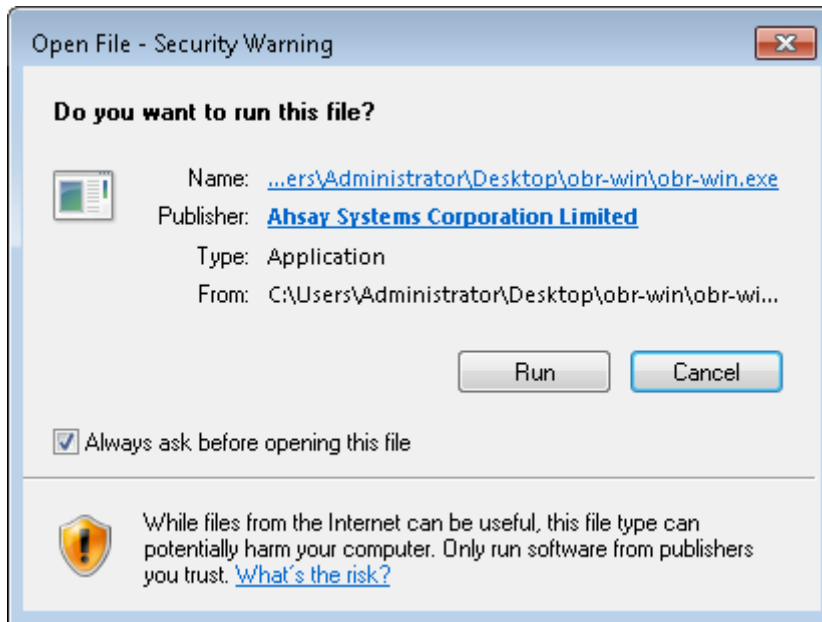 Open File - Security Warning
Do you want to run this file?
Name: ...ers\Administrator\Desktop\obr-win\obr-win.exe
Publisher: Ahsay Systems Corporation Limited
Type: Application
From: C:\Users\Administrator\Desktop\obr-win\obr-wi...
Run Cancel
Always ask before opening this file
While files from the Internet can be useful, this file type can
potentially harm your computer. Only run software from publishers
you trust. What's the risk?